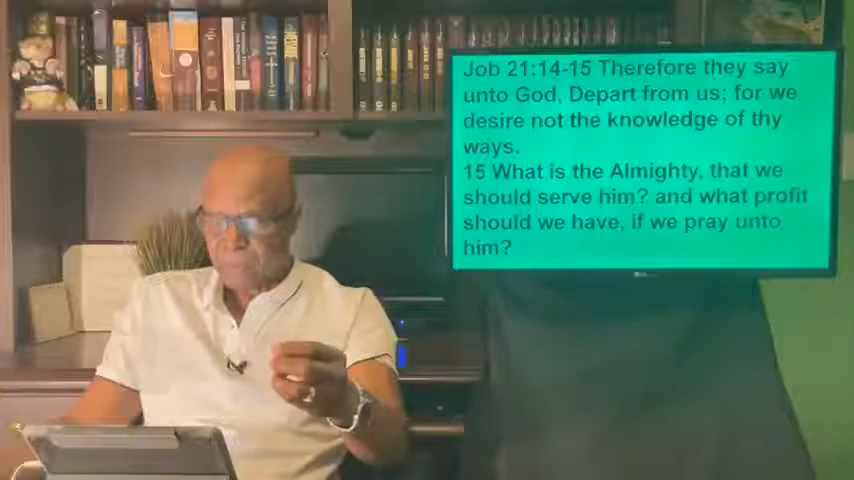 Job 21:14-15 Therefore they say
unto God, Depart from us; for we
desire not the knowledge of thy
ways.
15 What is the Almighty, that we
should serve him? and what profit
should we have, if we pray unto
him?